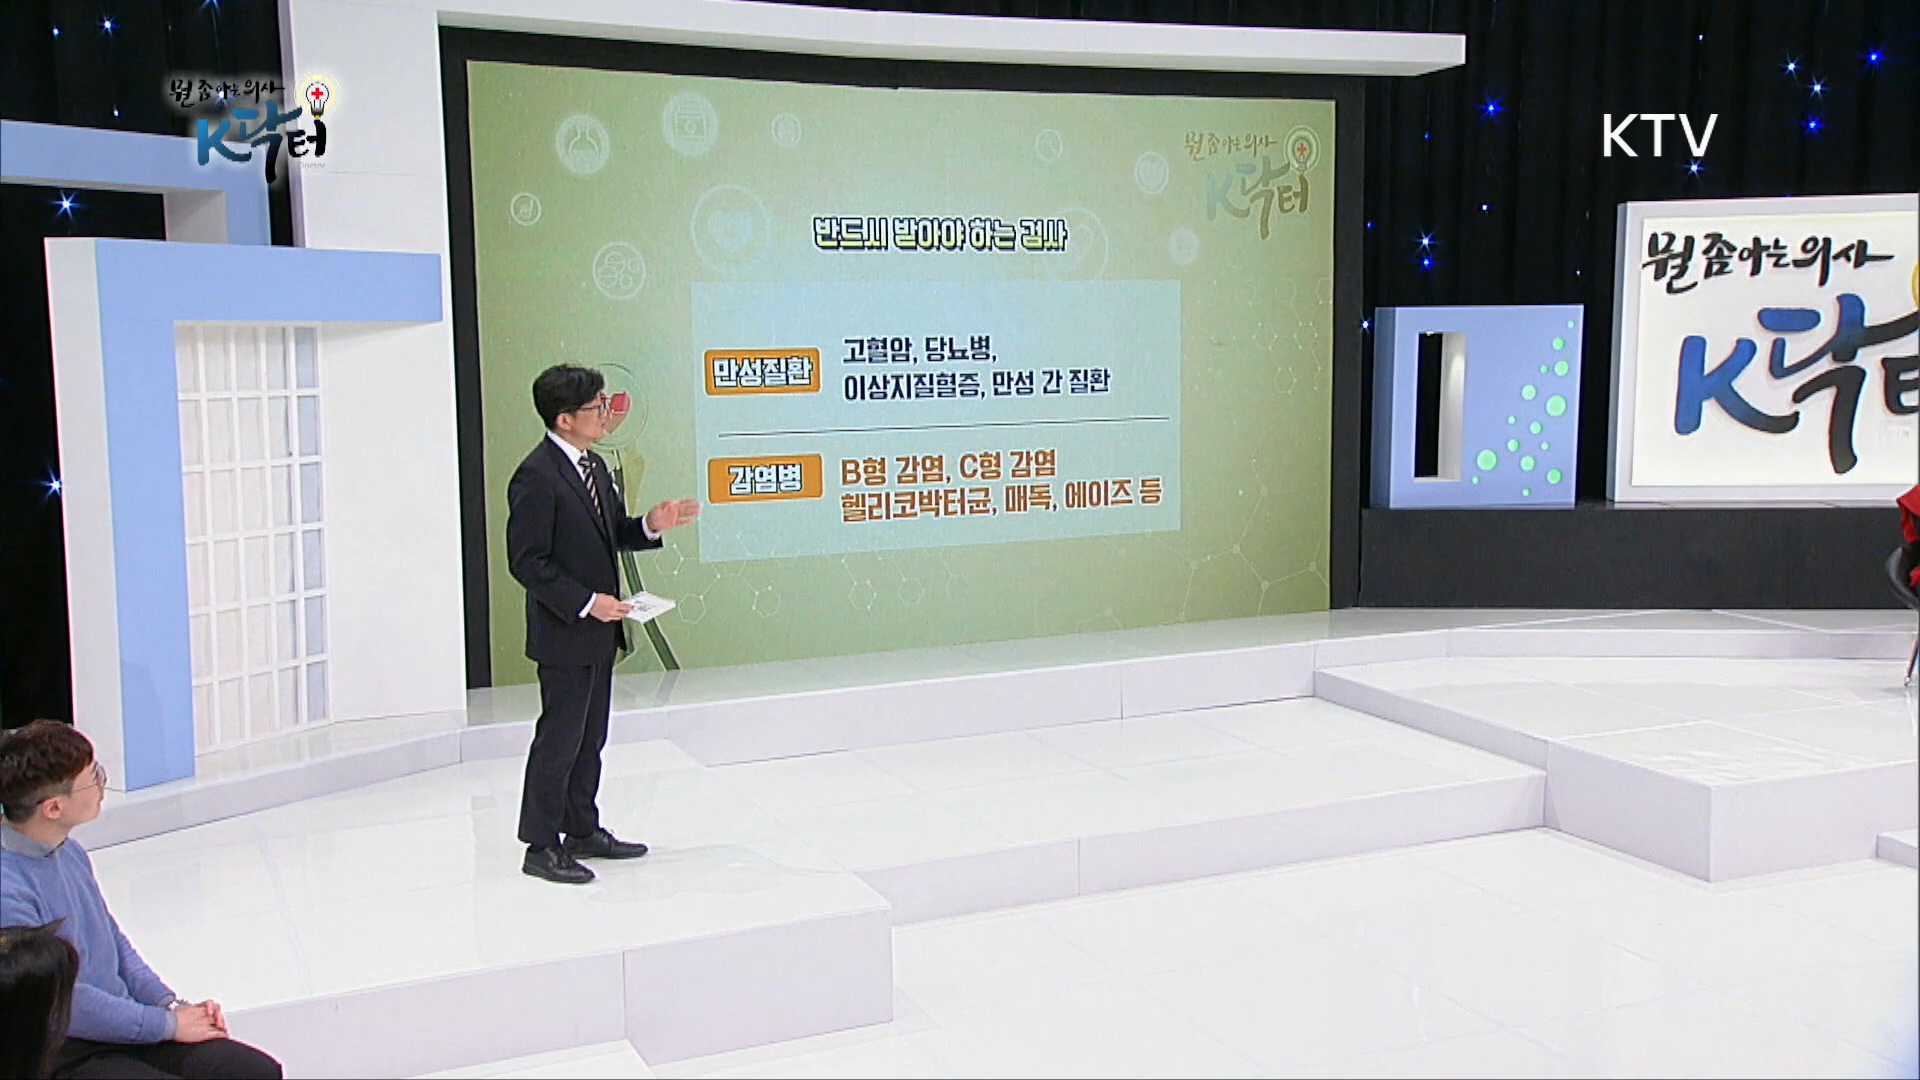 뭘 좀 아는 의사
K닥터
Doctor
KTV
뭘 좀 아는 의사
K닥터
반드시 받아야 하는 검사
만성질환
고혈압, 당뇨병,
이상지질혈증, 만성 간 질환
감염병
B형 감염, C형 감염
헬리코박터균, 매독, 에이즈 등
뭘 좀 아는 의사
K닥터